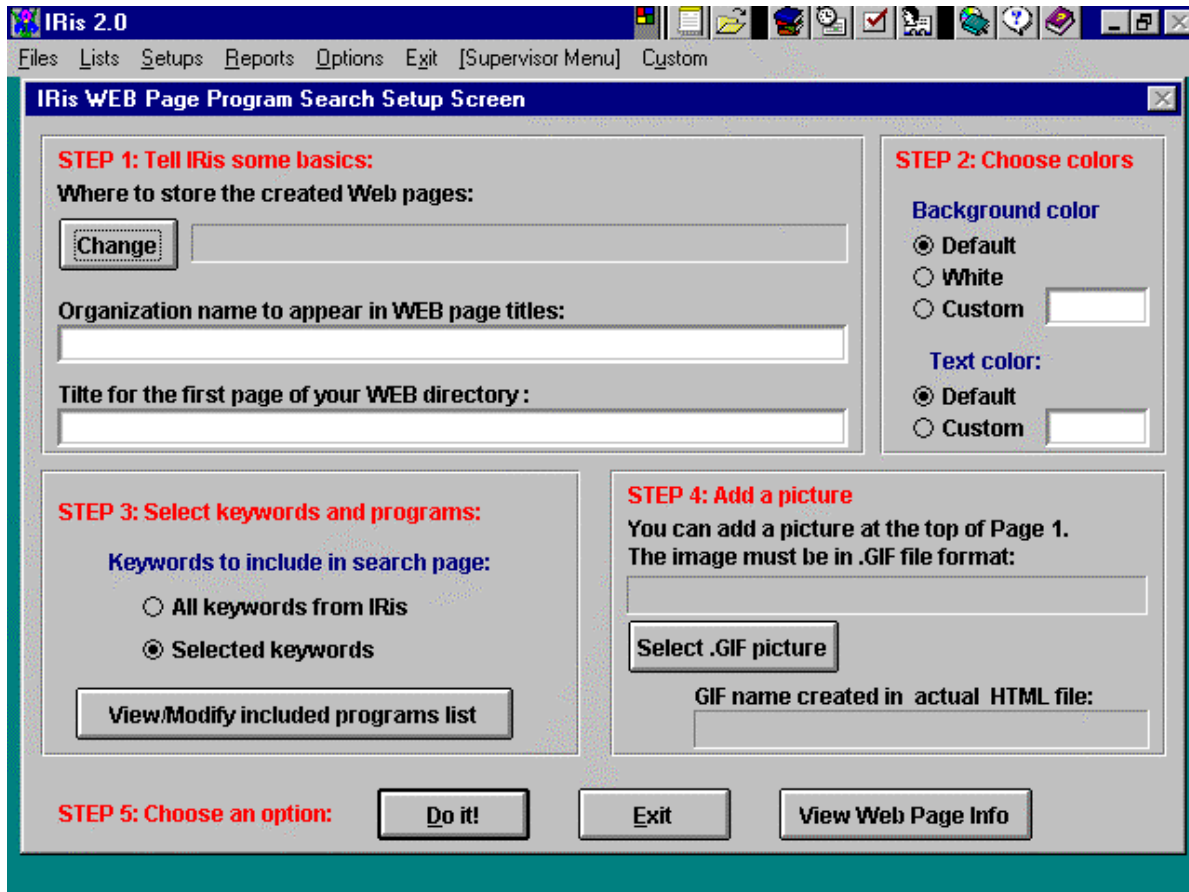 IRis 2.0
Files Lists Setups Reports Options Exit [Supervisor Menu] Custom
IRis WEB Page Program Search Setup Screen
STEP 1: Tell IRis some basics:
Where to store the created Web pages:
Change
Organization name to appear in WEB page titles:
Tilte for the first page of your WEB directory :
STEP 2: Choose colors
Background color
Default
White
Custom
Text color:
Default
Custom
STEP 3: Select keywords and programs:
Keywords to include in search page:
All keywords from IRis
Selected keywords
View/Modify included programs list
STEP 4: Add a picture
You can add a picture at the top of Page 1.
The image must be in .GIF file format:
Select .GIF picture
GIF name created in actual HTML file:
STEP 5: Choose an option:
Do it!
Exit
View Web Page Info